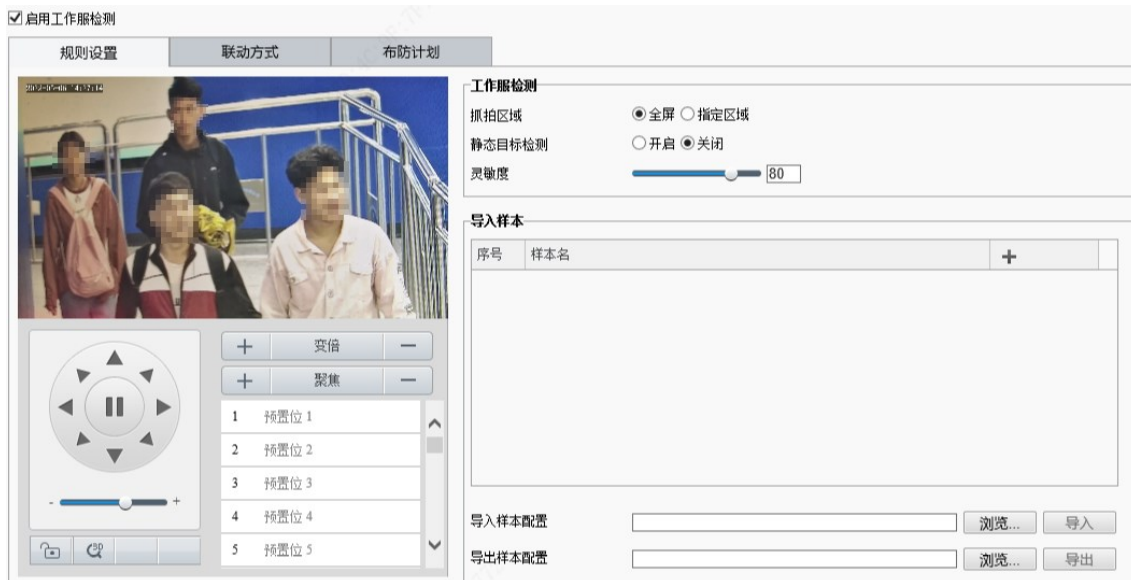 启用工作服检测
规则设置 联动方式 布防计划
工作服检测
抓拍区域 全屏 指定区域
静态目标检测 开启 关闭
灵敏度 80
导入样本
序号 样本名 +
+ 变倍 −
+ 聚焦 −
1 预置位 1
2 预置位 2
3 预置位 3
4 预置位 4
5 预置位 5
- +
3D
导入样本配置 浏览... 导入
导出样本配置 浏览... 导出